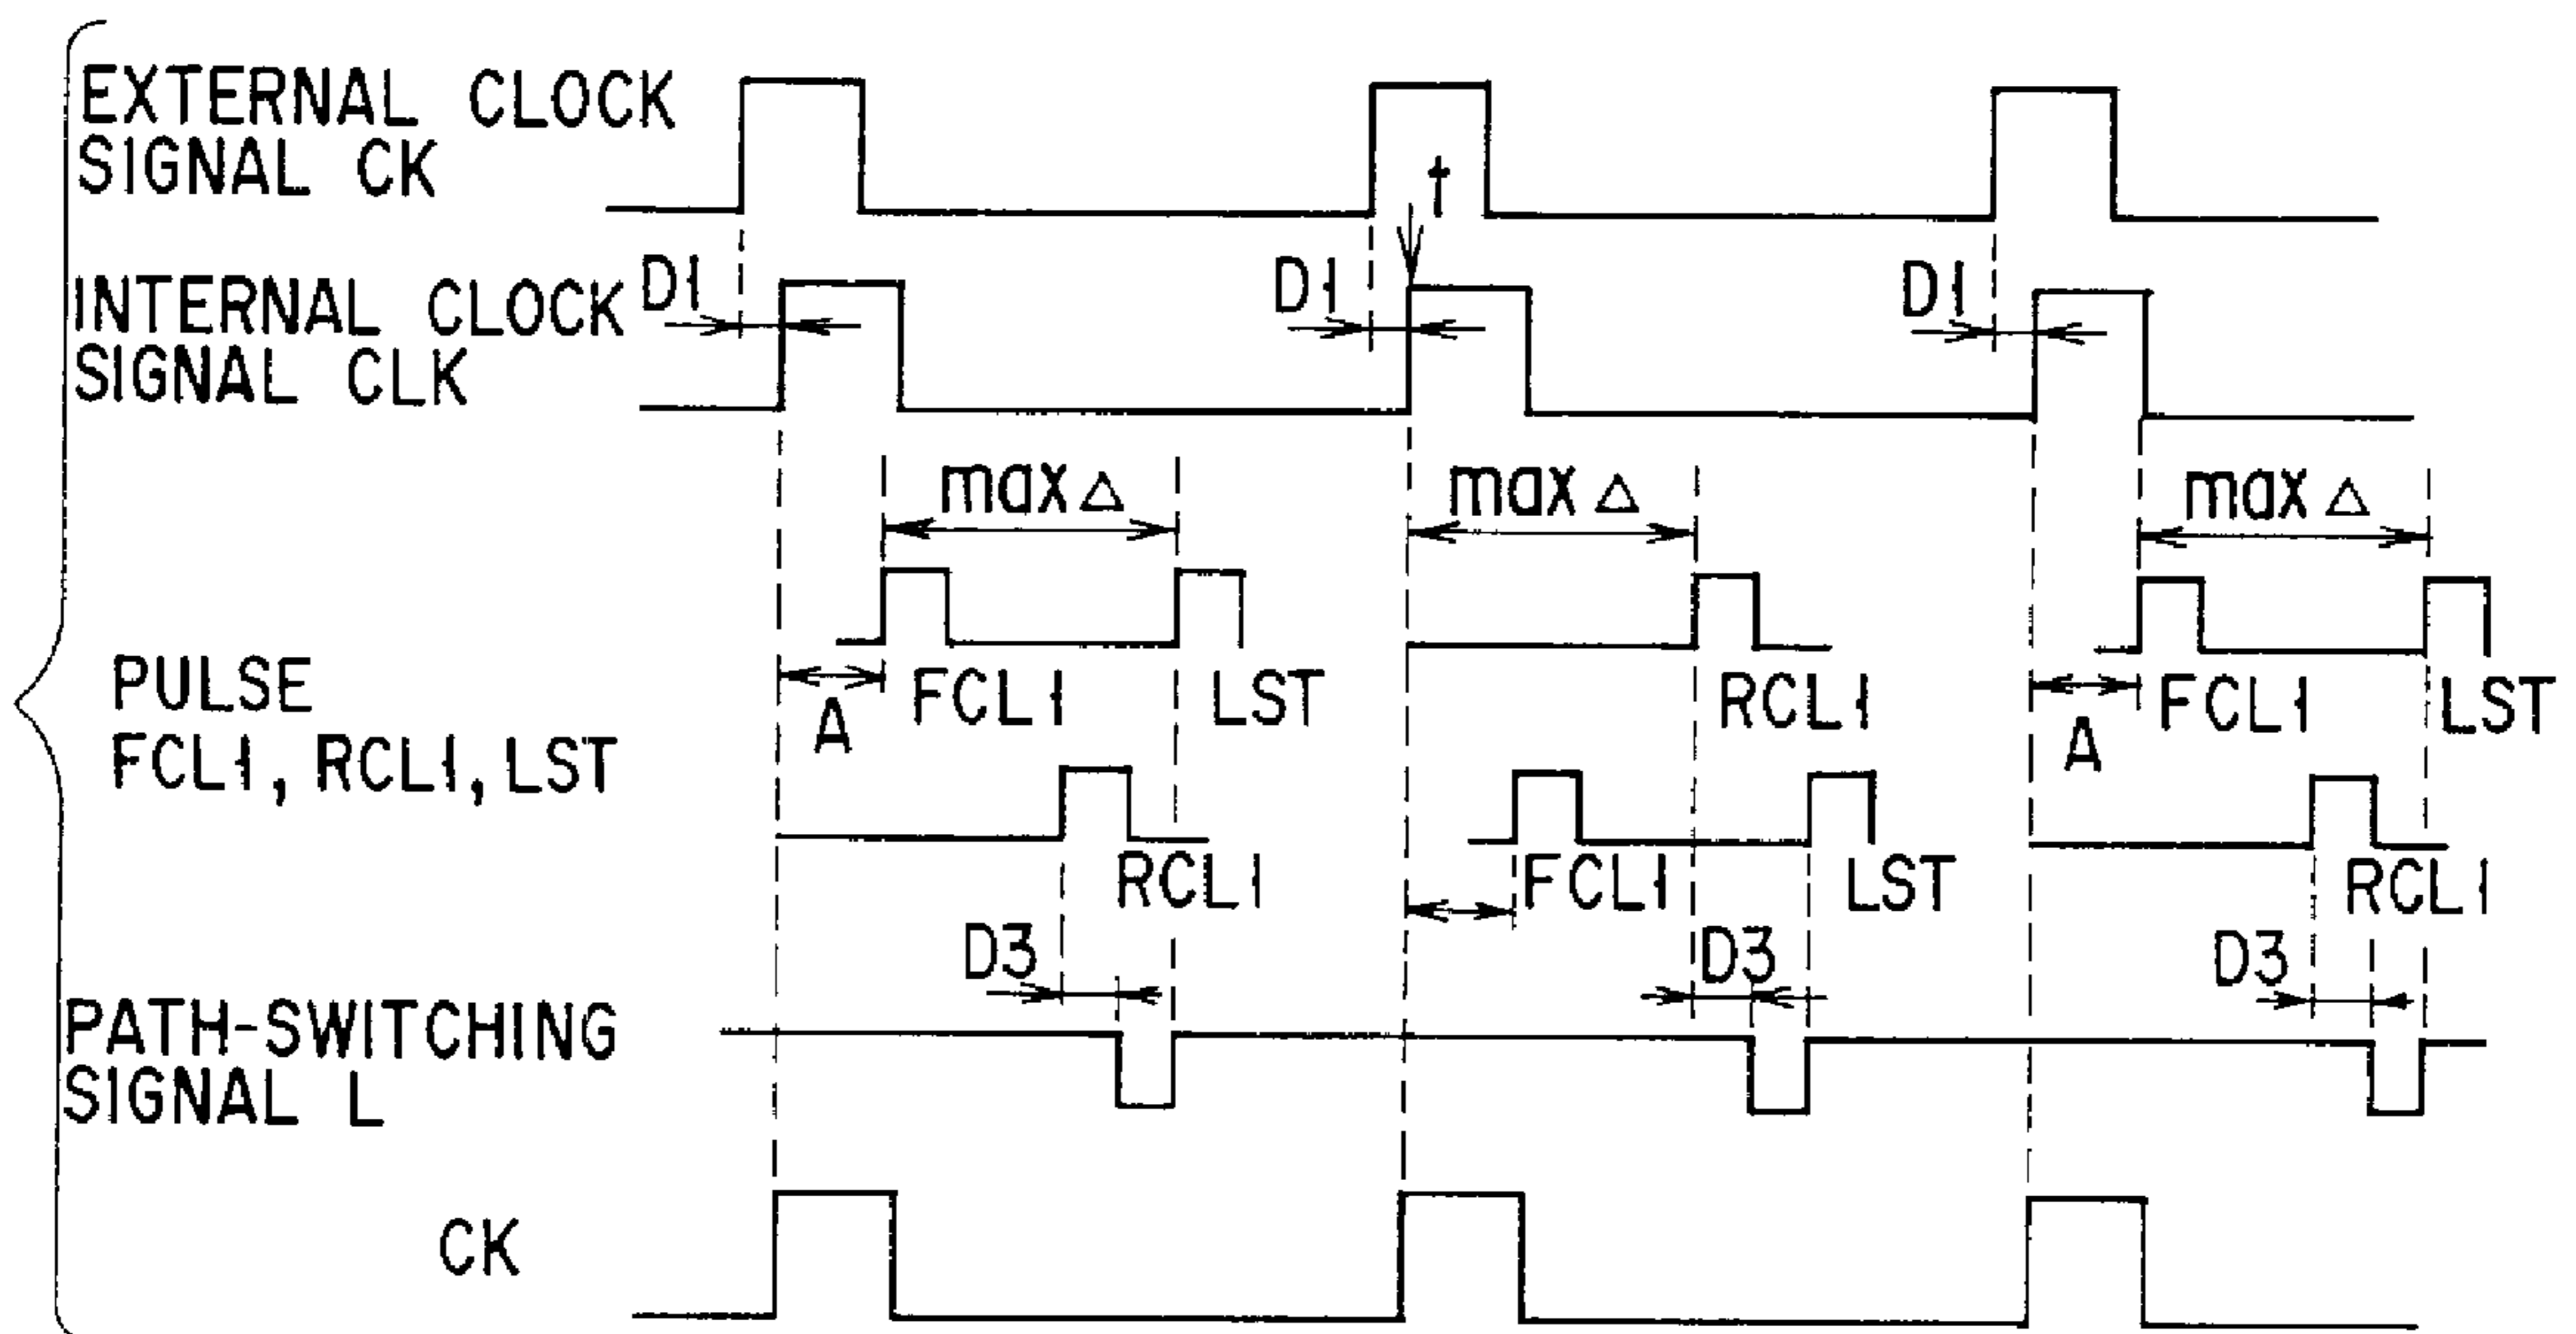 EXTERNAL CLOCK
SIGNAL CK
t
INTERNAL CLOCK
SIGNAL CLK
D1
D1
D1
max △
max △
max △
PULSE
FCL1, RCL1, LST
A
FCL1
LST
RCL1
A
FCL1
LST
RCL1
FCL1
LST
RCL1
D3
D3
D3
PATH-SWITCHING
SIGNAL L
CK